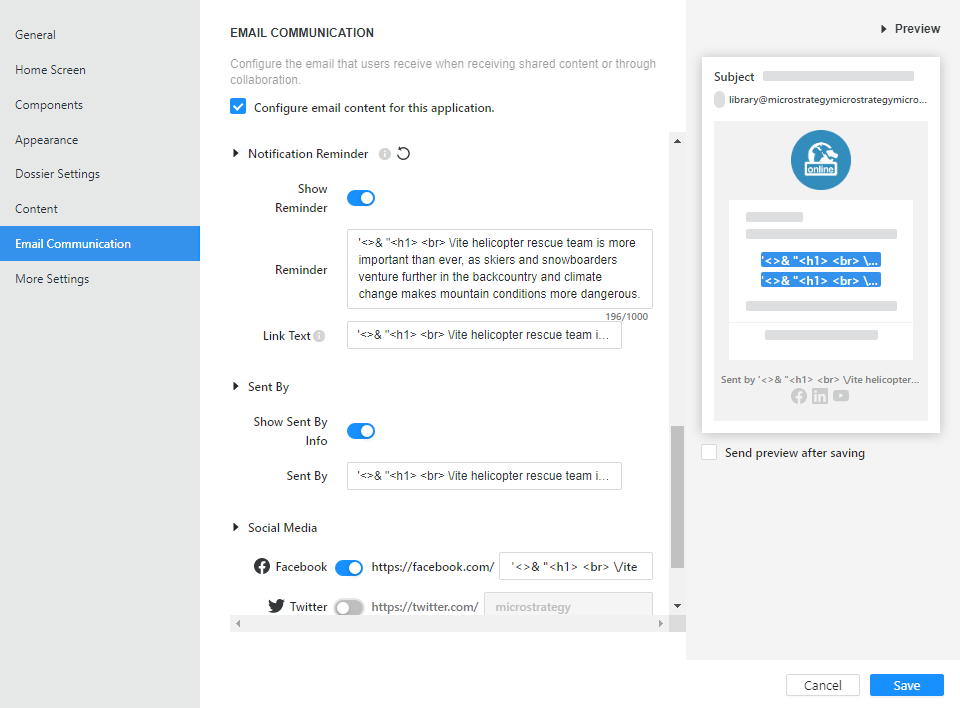 General
Home Screen
Components
Appearance
Dossier Settings
Content
Email Communication
More Settings
EMAIL COMMUNICATION
Configure the email that users receive when receiving shared content or through
collaboration.
Configure email content for this application.
Notification Reminder
Show
Reminder
Reminder
'<>& "<h1> <br> \/ite helicopter rescue team is more
important than ever, as skiers and snowboarders
venture further in the backcountry and climate
change makes mountain conditions more dangerous.
196/1000
Link Text
'<>& "<h1> <br> \/ite helicopter rescue team i...
Sent By
Show Sent By
Info
Sent By
'<>& "<h1> <br> \/ite helicopter rescue team i...
Social Media
Facebook
https://facebook.com/
'<>& "<h1> <br> \/ite
Twitter
https://twitter.com/
microstrategy
Preview
Subject
library@microstrategymicrostrategymicro...
online
'<>& "<h1> <br> \...
'<>& "<h1> <br> \...
Sent by '<>& "<h1> <br> \/ite helicopter...
Send preview after saving
Cancel
Save